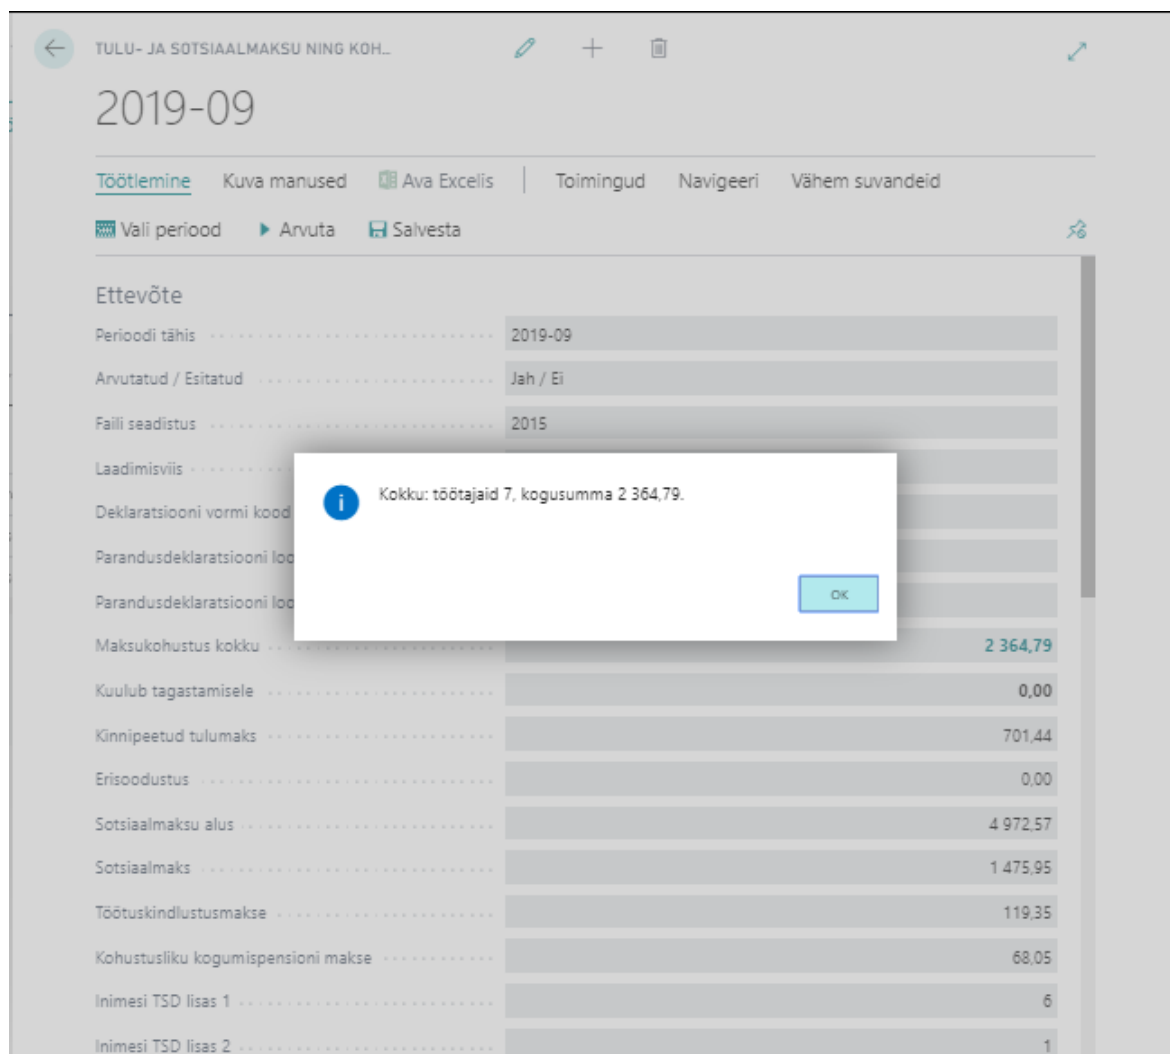 TULU- JA SOTSIAALMAKSU NING KOH...
2019-09
Töötlemine Kuva manused Ava Excelis Toimingud Navigeeri Vähem suvandeid
Vali periood Arvuta Salvesta
Ettevõte
Perioodi tähis 2019-09
Arvutatud / Esitatud Jah / Ei
Faili seadistus 2015
Laadimisviis
Kokku: töötajaid 7, kogusumma 2 364,79.
Deklaratsiooni vormi kood
Parandusdeklaratsiooni loo
OK
Parandusdeklaratsiooni loo
Maksukohustus kokku 2 364,79
Kuulub tagastamisele 0,00
Kinnipeetud tulumaks 701,44
Erisoodustus 0,00
Sotsiaalmaksu alus 4 972,57
Sotsiaalmaks 1 475,95
Töötuskindlustusmakse 119,35
Kohustusliku kogumispensioni makse 68,05
Inimesi TSD lisas 1 6
Inimesi TSD lisas 2 1